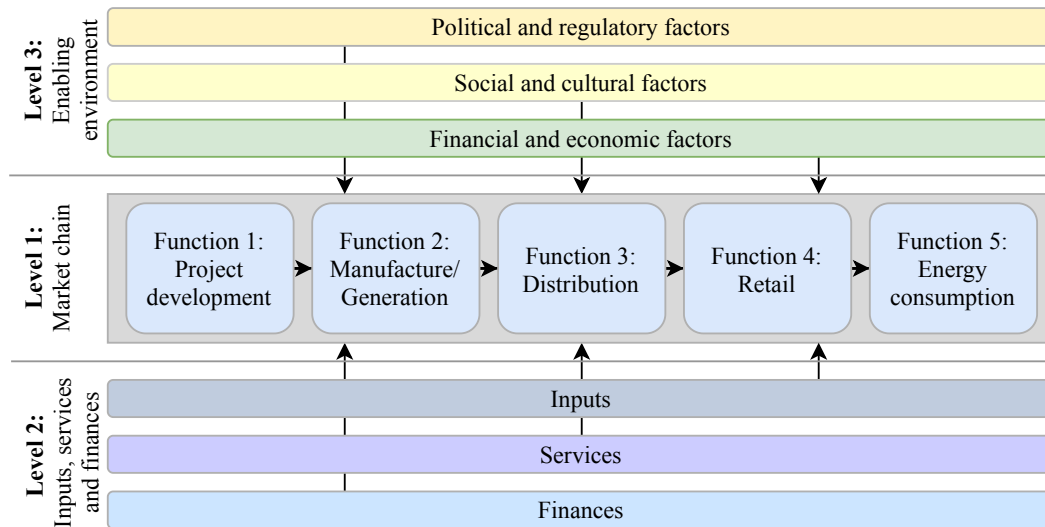 Level 3:
Enabling
environment
Political and regulatory factors
Social and cultural factors
Financial and economic factors
Level 1:
Market chain
Function 1:
Project
development
Function 2:
Manufacture/
Generation
Function 3:
Distribution
Function 4:
Retail
Function 5:
Energy
consumption
Level 2:
Inputs, services
and finances
Inputs
Services
Finances